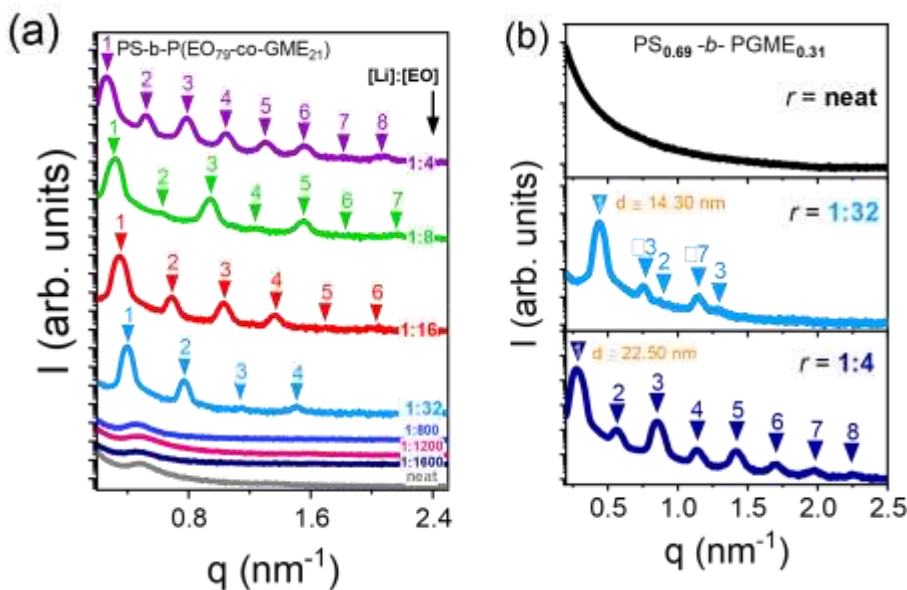 (a)
PS-b-P(EO₇₉-co-GME₂₁)
[Li]:[EO]
1 2 3 4 5 6 7 8
1:4
1 2 3 4 5 6 7
1:8
1 2 3 4 5 6
1:16
1 2 3 4
1:32
1:800
1:1200
1:1600
neat
I (arb. units)
0.8 1.6 2.4
q (nm⁻¹)
(b)
PS₀.₆₉ -b- PGME₀.₃₁
r = neat
1 d = 14.30 nm
r = 1:32
□3 2 □7 3
1 d = 22.50 nm
r = 1:4
2 3 4 5 6 7 8
I (arb. units)
0.5 1.0 1.5 2.0 2.5
q (nm⁻¹)